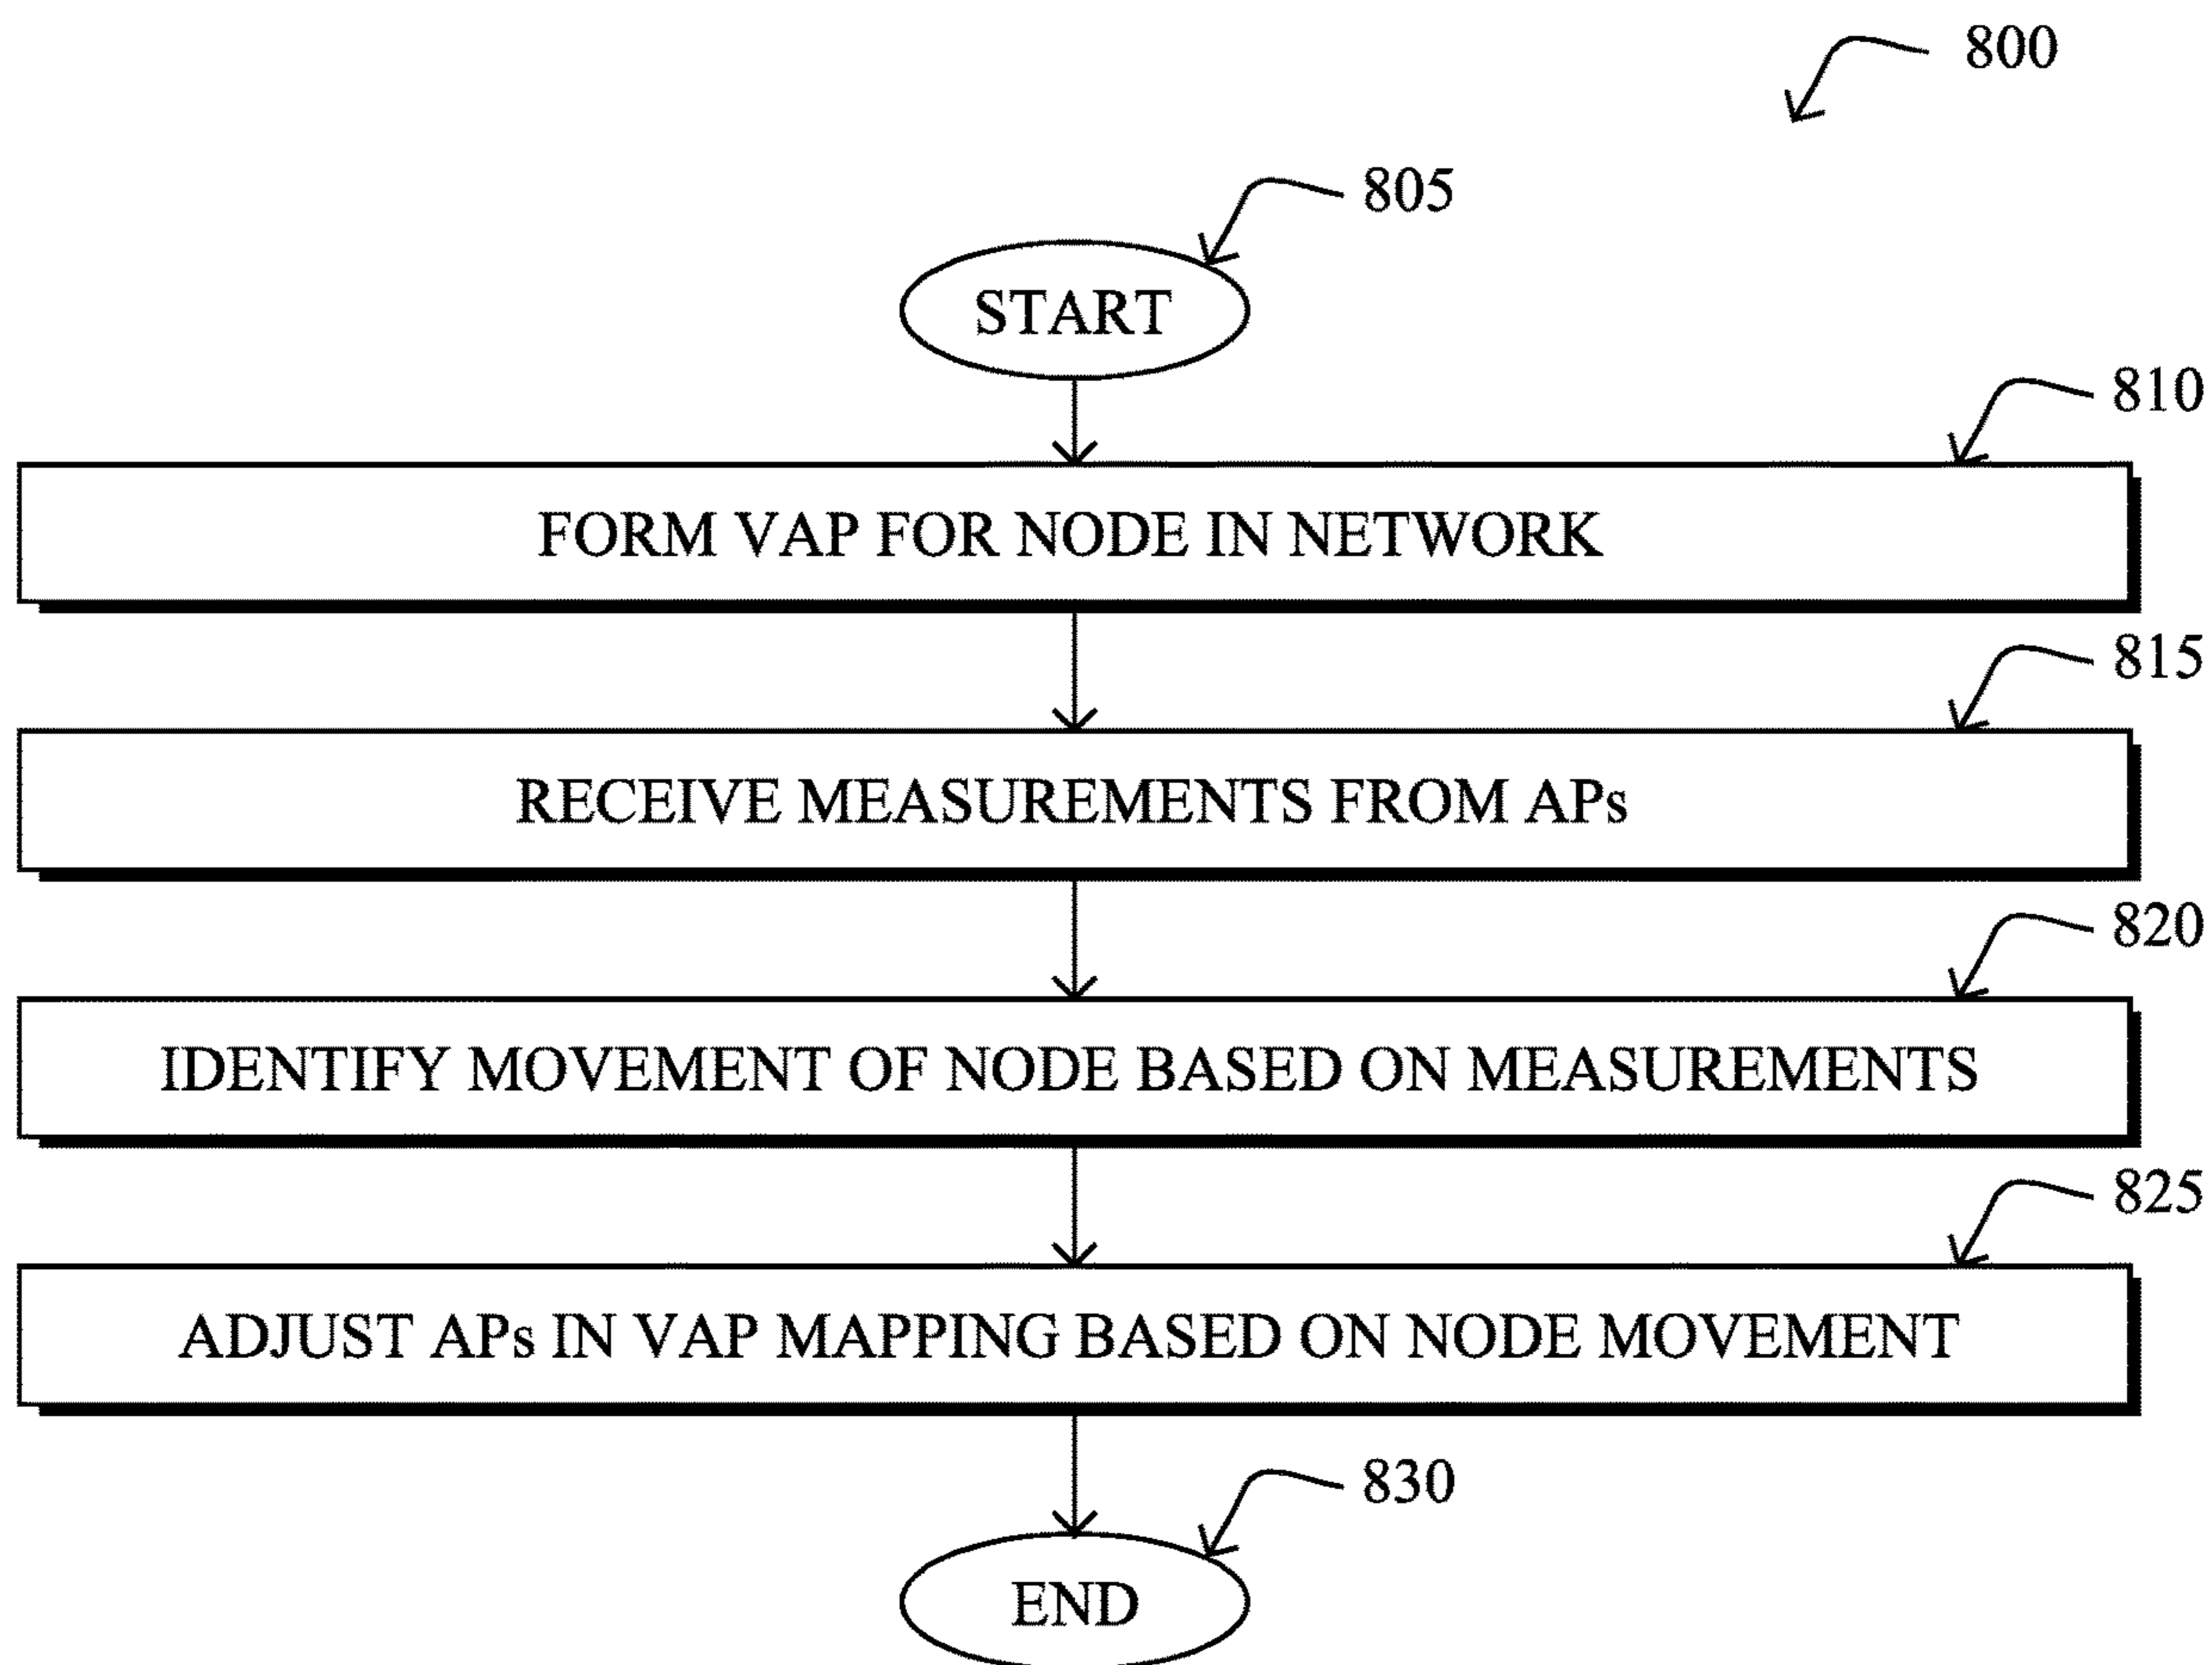 800
805
START
810
FORM VAP FOR NODE IN NETWORK
815
RECEIVE MEASUREMENTS FROM APs
820
IDENTIFY MOVEMENT OF NODE BASED ON MEASUREMENTS
825
ADJUST APs IN VAP MAPPING BASED ON NODE MOVEMENT
830
END